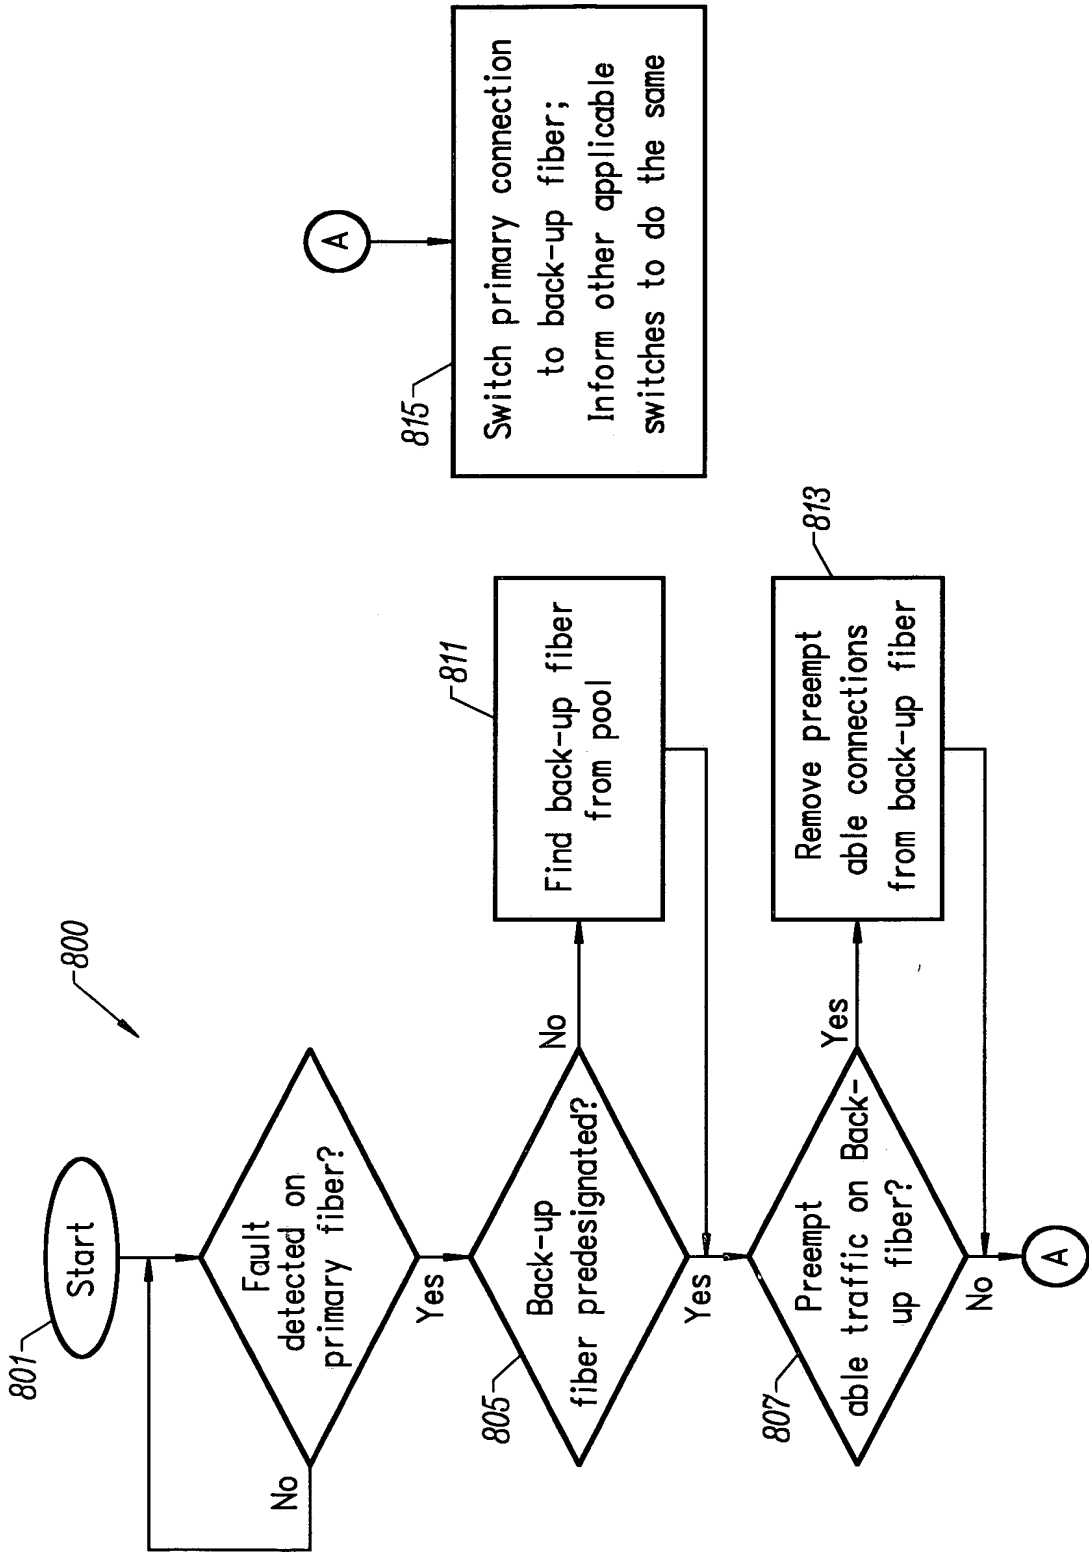 800
801
Start
Fault
detected on
primary fiber?
No
Yes
805
Back-up
fiber predesignated?
No
Yes
811
Find back-up fiber
from pool
807
Preempt
able traffic on Back-
up fiber?
Yes
No
813
Remove preempt
able connections
from back-up fiber
A
A
815
Switch primary connection
to back-up fiber;
Inform other applicable
switches to do the same